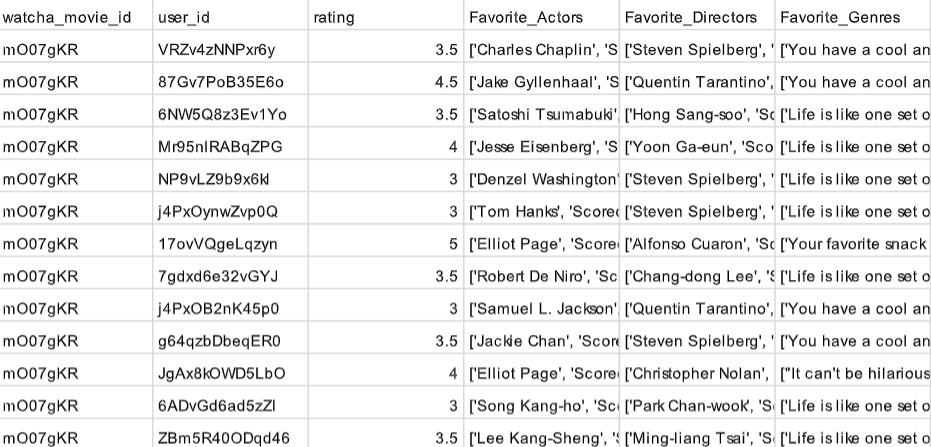 watcha_movie_id user_id rating Favorite_Actors Favorite_Directors Favorite_Genres
mO07gKR VRZv4zNNPxr6y 3.5 ['Charles Chaplin', 'S ['Steven Spielberg', ' ['You have a cool an
mO07gKR 87Gv7PoB35E6o 4.5 ['Jake Gyllenhaal', 'S ['Quentin Tarantino', ['You have a cool an
mO07gKR 6NW5Q8z3Ev1Yo 3.5 ['Satoshi Tsumabuki' ['Hong Sang-soo', 'Sc ['Life is like one set o
mO07gKR Mr95nIRABqZPG 4 ['Jesse Eisenberg', 'S ['Yoon Ga-eun', 'Sco ['Life is like one set o
mO07gKR NP9vLZ9b9x6kl 3 ['Denzel Washington' ['Steven Spielberg', ' ['Life is like one set o
mO07gKR j4PxOynwZvp0Q 3 ['Tom Hanks', 'Score ['Steven Spielberg', ' ['Life is like one set o
mO07gKR 17ovVQgeLqzyn 5 ['Elliot Page', 'Score ['Alfonso Cuaron', 'Sc ['Your favorite snack
mO07gKR 7gdxd6e32vGYJ 3.5 ['Robert De Niro', 'Sc ['Chang-dong Lee', 'S ['Life is like one set o
mO07gKR j4PxOB2nK45p0 3 ['Samuel L. Jackson' ['Quentin Tarantino', ['You have a cool an
mO07gKR g64qzbDbeqER0 3.5 ['Jackie Chan', 'Score ['Steven Spielberg', ' ['You have a cool an
mO07gKR JgAx8kOWD5LbO 4 ['Elliot Page', 'Score ['Christopher Nolan', ["It can't be hilarious
mO07gKR 6ADvGd6ad5zZl 3 ['Song Kang-ho', 'Sc ['Park Chan-wook', 'S ['Life is like one set o
mO07gKR ZBm5R40ODqd46 3.5 ['Lee Kang-Sheng', 'S ['Ming-liang Tsai', 'Sc ['Life is like one set o